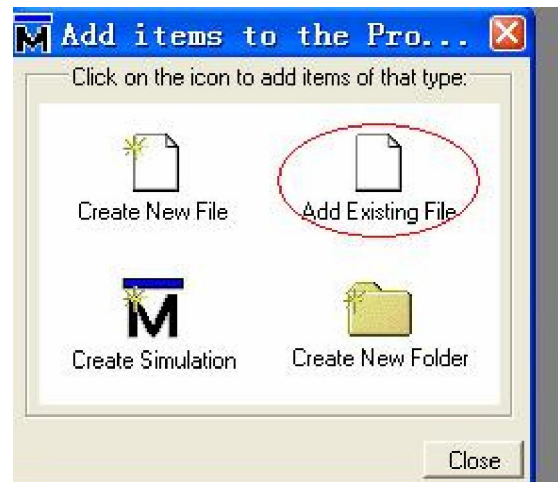 M Add items to the Pro...
Click on the icon to add items of that type:
Create New File
Add Existing File
M
Create Simulation
Create New Folder
Close